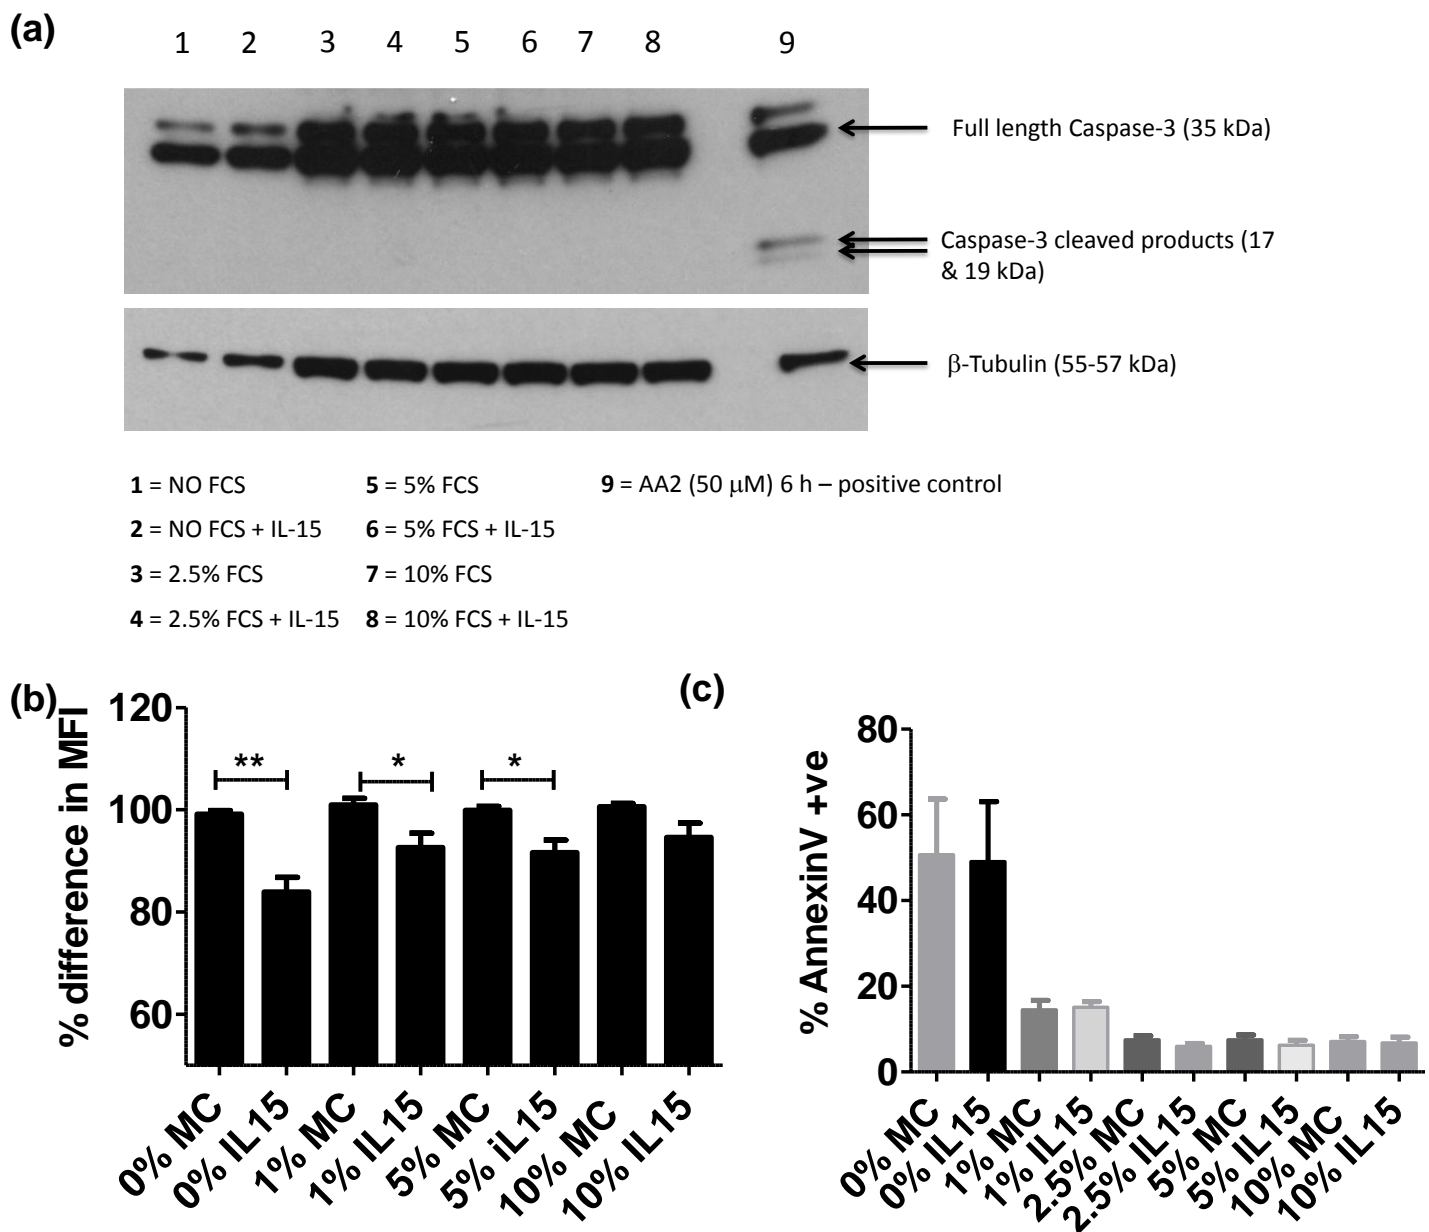 (a)
1 2 3 4 5 6 7 8 9
Full length Caspase-3 (35 kDa)
Caspase-3 cleaved products (17
& 19 kDa)
β-Tubulin (55-57 kDa)
1 = NO FCS
2 = NO FCS + IL-15
3 = 2.5% FCS
4 = 2.5% FCS + IL-15
5 = 5% FCS
6 = 5% FCS + IL-15
7 = 10% FCS
8 = 10% FCS + IL-15
9 = AA2 (50 μM) 6 h – positive control
(b)
% difference in MFI
120
100
80
60
** * *
0% MC
0% IL15
1% MC
1% IL15
5% MC
5% iL15
10% MC
10% IL15
(c)
% AnnexinV +ve
80
60
40
20
0
0% MC
0% IL15
1% MC
1% IL15
2.5% MC
2.5% IL15
5% MC
5% IL15
10% MC
10% IL15